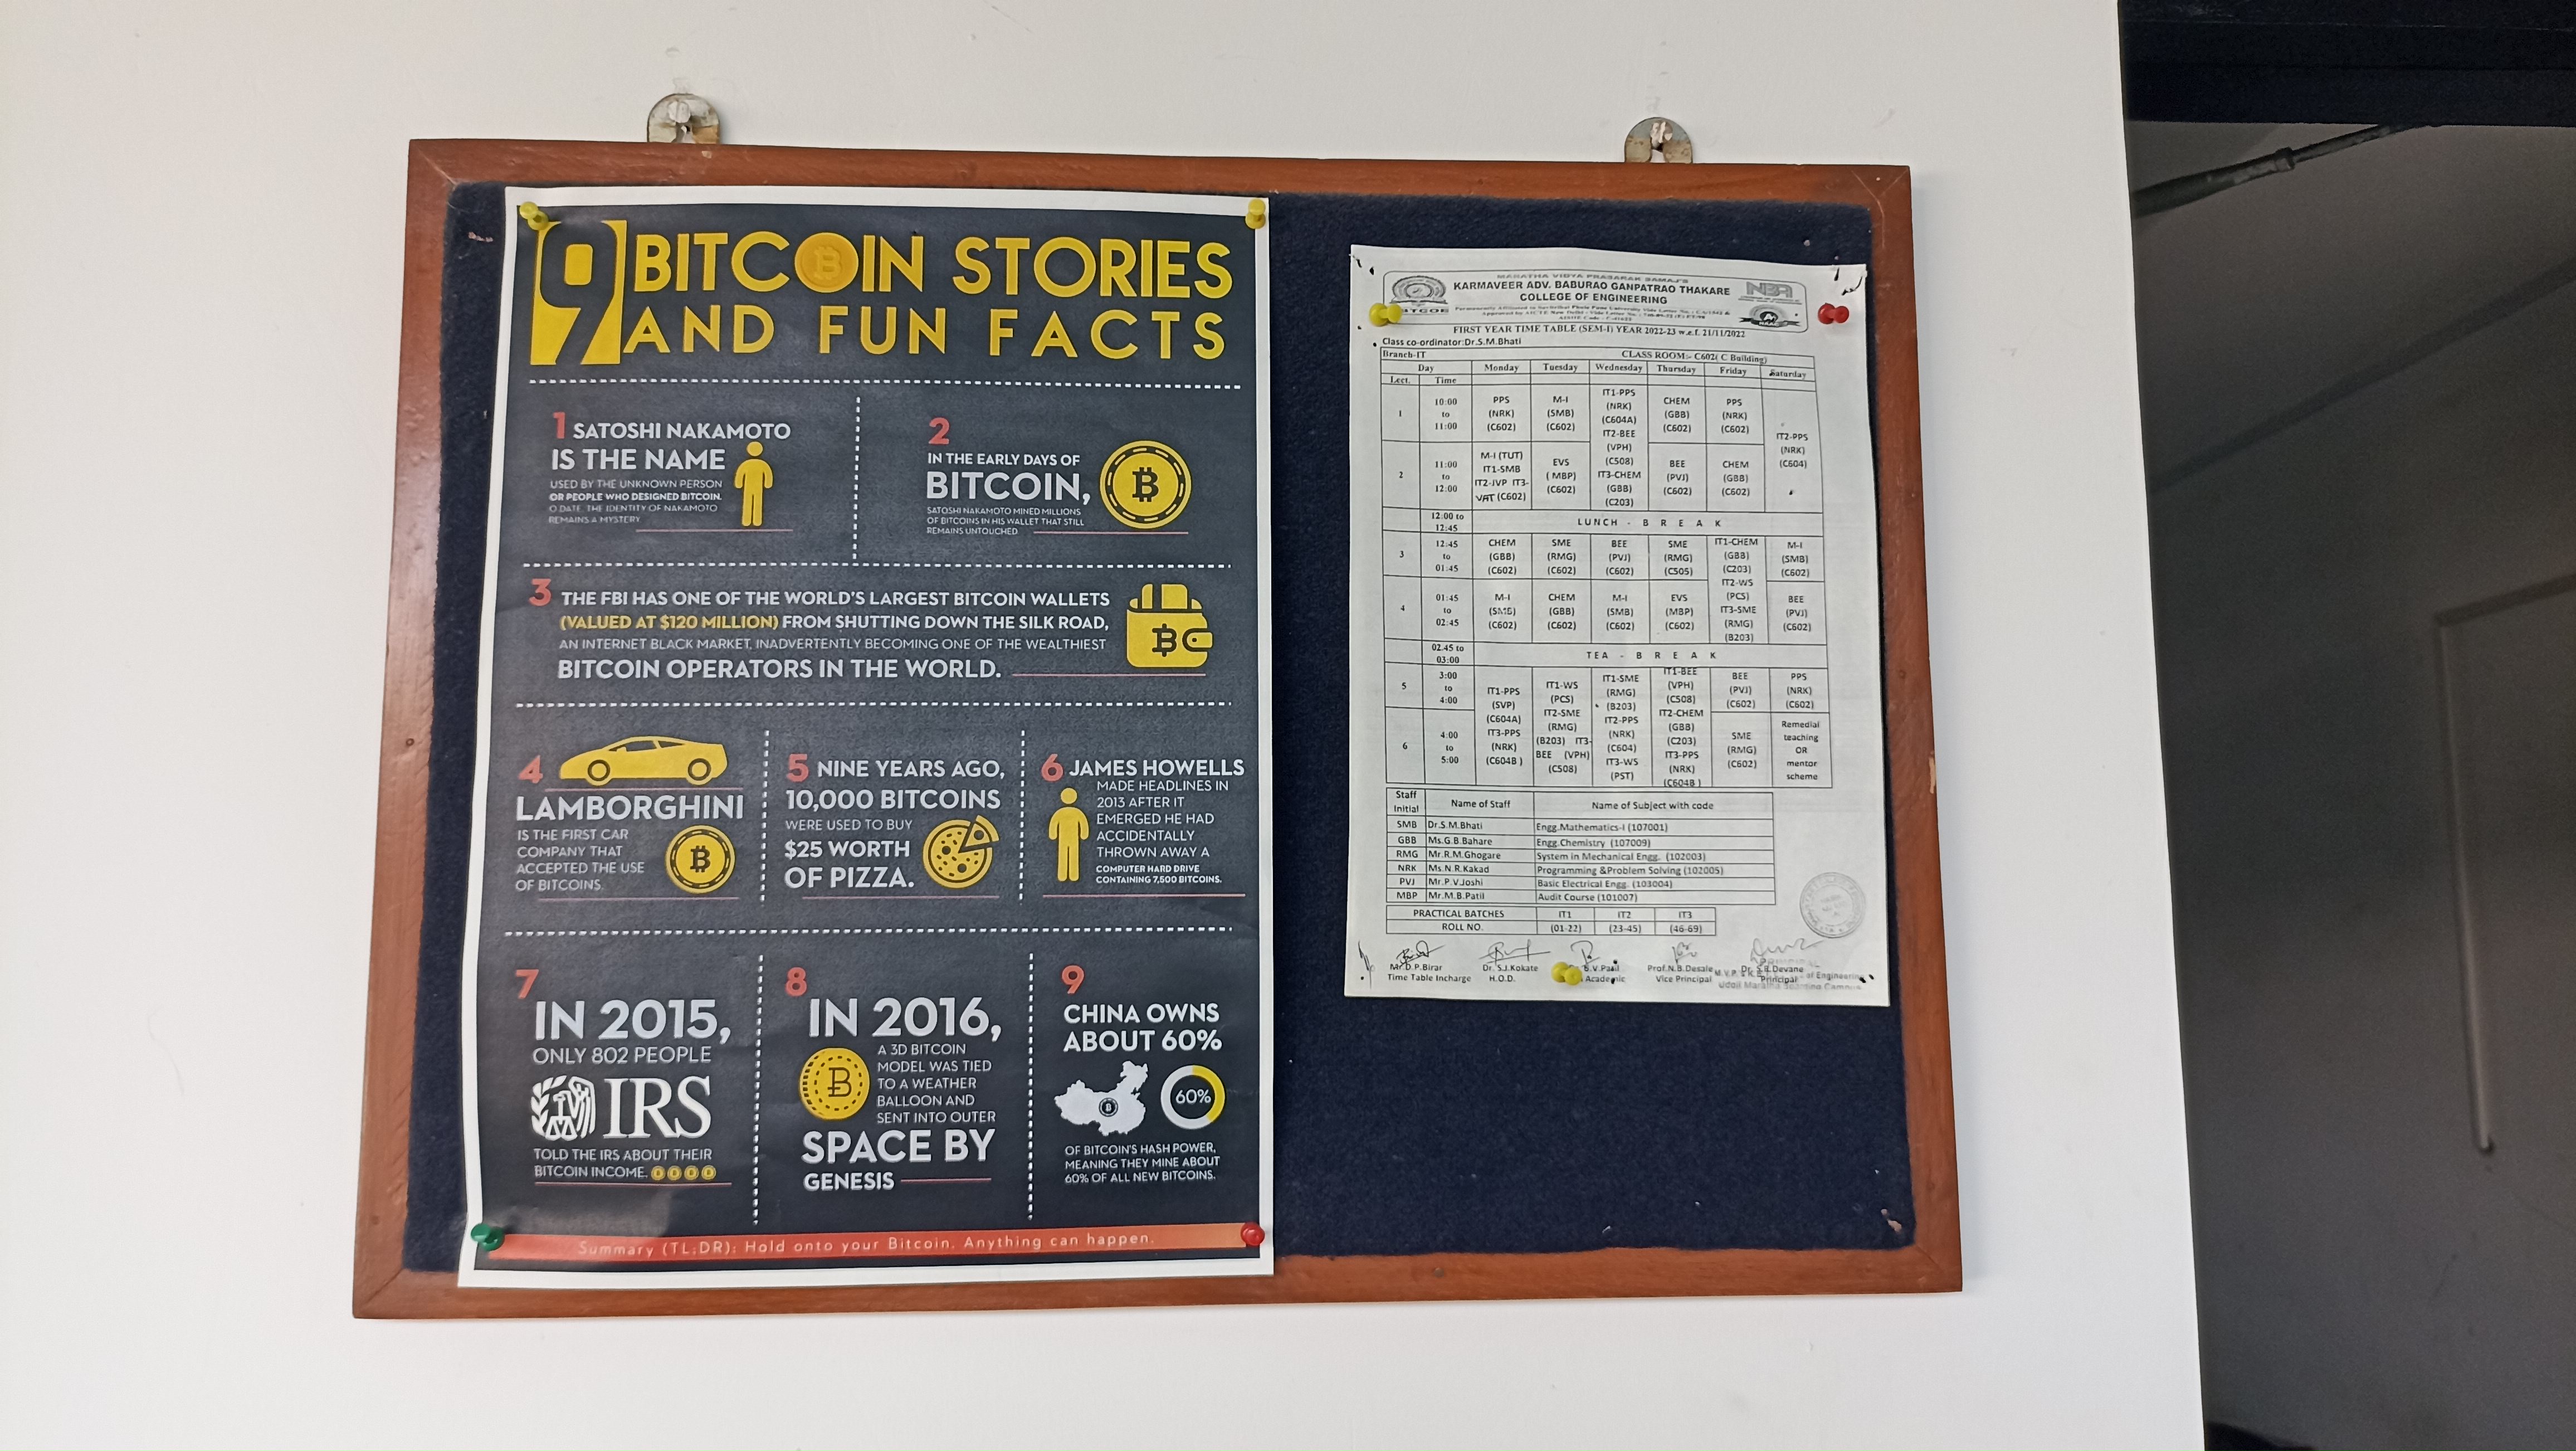 9 BITCOIN STORIES
AND FUN FACTS
1 SATOSHI NAKAMOTO
IS THE NAME
USED BY THE UNKNOWN PERSON
OR PEOPLE WHO DESIGNED BITCOIN.
O DATE, THE IDENTITY OF NAKAMOTO
REMAINS A MYSTERY
2
IN THE EARLY DAYS OF
BITCOIN,
SATOSHI NAKAMOTO MINED MILLIONS
OF BITCOINS IN HIS WALLET THAT STILL
REMAINS UNTOUCHED
3 THE FBI HAS ONE OF THE WORLD'S LARGEST BITCOIN WALLETS
(VALUED AT $120 MILLION) FROM SHUTTING DOWN THE SILK ROAD,
AN INTERNET BLACK MARKET, INADVERTENTLY BECOMING ONE OF THE WEALTHIEST
BITCOIN OPERATORS IN THE WORLD.
4
LAMBORGHINI
IS THE FIRST CAR
COMPANY THAT
ACCEPTED THE USE
OF BITCOINS.
5 NINE YEARS AGO,
10,000 BITCOINS
WERE USED TO BUY
$25 WORTH
OF PIZZA.
6 JAMES HOWELLS
MADE HEADLINES IN
2013 AFTER IT
EMERGED HE HAD
ACCIDENTALLY
THROWN AWAY A
COMPUTER HARD DRIVE
CONTAINING 7,500 BITCOINS.
7
IN 2015,
ONLY 802 PEOPLE
IRS
TOLD THE IRS ABOUT THEIR
BITCOIN INCOME.
8
IN 2016,
A 3D BITCOIN
MODEL WAS TIED
TO A WEATHER
BALLOON AND
SENT INTO OUTER
SPACE BY
GENESIS
9
CHINA OWNS
ABOUT 60%
60%
OF BITCOIN'S HASH POWER,
MEANING THEY MINE ABOUT
60% OF ALL NEW BITCOINS.
Summary (TL;DR): Hold onto your Bitcoin. Anything can happen.
MARATHA VIDYA PRASARAK SAMAJ'S
KARMAVEER ADV. BABURAO GANPATRAO THAKARE
COLLEGE OF ENGINEERING
NBA
FIRST YEAR TIME TABLE (SEM-I) YEAR 2022-23 w.e.f. 21/11/2022
Class co-ordinator:Dr.S.M.Bhati
Branch-IT CLASS ROOM:- C602( C Building)
Day Monday Tuesday Wednesday Thursday Friday Saturday
Lect. Time
1 10:00 to 11:00 PPS (NRK) (C602) M-I (SMB) (C602) IT1-PPS (NRK) (C604A) IT2-BEE (VPH) (C508) IT3-CHEM (GBB) (C203) CHEM (GBB) (C602) PPS (NRK) (C602) IT2-PPS (NRK) (C604)
2 11:00 to 12:00 M-I (TUT) IT1-SMB IT2-JVP IT3-VAT (C602) EVS ( MBP) (C602) BEE (PVJ) (C602) CHEM (GBB) (C602)
12:00 to 12:45 LUNCH - B R E A K
3 12:45 to 01:45 CHEM (GBB) (C602) SME (RMG) (C602) BEE (PVJ) (C602) SME (RMG) (C505) IT1-CHEM (GBB) (C203) IT2-WS (PCS) IT3-SME (RMG) (B203) M-I (SMB) (C602)
4 01:45 to 02:45 M-I (SMB) (C602) CHEM (GBB) (C602) M-I (SMB) (C602) EVS (MBP) (C602) BEE (PVJ) (C602)
02.45 to 03:00 TEA - B R E A K
5 3:00 to 4:00 IT1-PPS (SVP) (C604A) IT3-PPS (NRK) (C604B ) IT1-WS (PCS) IT2-SME (RMG) (B203) IT3-BEE (VPH) (C508) IT1-SME (RMG) (B203) IT2-PPS (NRK) (C604) IT3-WS (PST) IT1-BEE (VPH) (C508) IT2-CHEM (GBB) (C203) IT3-PPS (NRK) (C604B ) BEE (PVJ) (C602) PPS (NRK) (C602)
6 4:00 to 5:00 SME (RMG) (C602) Remedial teaching OR mentor scheme
Staff Initial Name of Staff Name of Subject with code
SMB Dr.S.M.Bhati Engg.Mathematics-I (107001)
GBB Ms.G.B.Bahare Engg.Chemistry (107009)
RMG Mr.R.M.Ghogare System in Mechanical Engg. (102003)
NRK Ms.N.R.Kakad Programming &Problem Solving (102005)
PVJ Mr.P.V.Joshi Basic Electrical Engg. (103004)
MBP Mr.M.B.Patil Audit Course (101007)
PRACTICAL BATCHES IT1 IT2 IT3
ROLL NO. (01-22) (23-45) (46-69)
Mr.D.P.Birar Dr. S.J.Kokate B.V.Patil Prof.N.B.Desale Dr. S.R.Devane
Time Table Incharge H.O.D. Academic Vice Principal Principal of Engineering